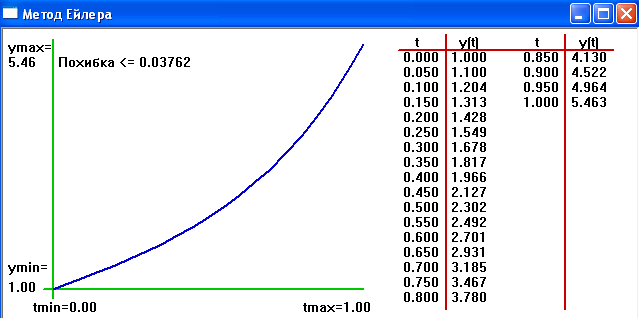 Метод Ейлера
ymax=
5.46 Похибка <= 0.03762
ymin=
1.00
tmin=0.00 tmax=1.00
t y(t) t y(t)
0.000 1.000 0.850 4.130
0.050 1.100 0.900 4.522
0.100 1.204 0.950 4.964
0.150 1.313 1.000 5.463
0.200 1.428
0.250 1.549
0.300 1.678
0.350 1.817
0.400 1.966
0.450 2.127
0.500 2.302
0.550 2.492
0.600 2.701
0.650 2.931
0.700 3.185
0.750 3.467
0.800 3.780